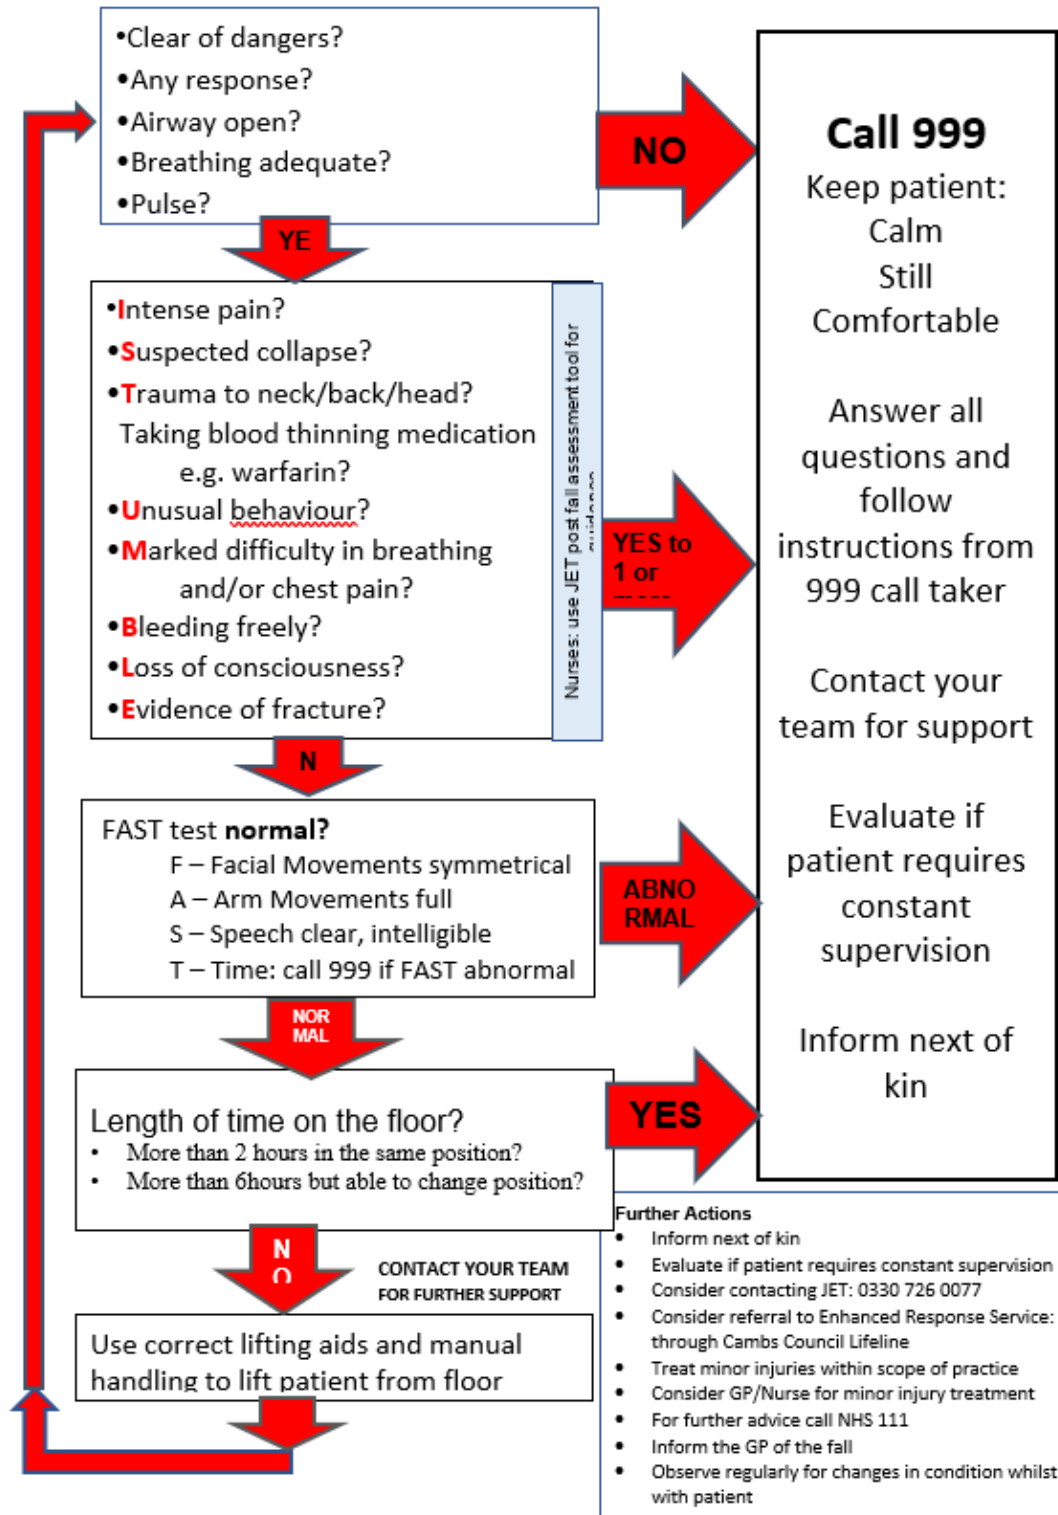 •Clear of dangers?
•Any response?
•Airway open?
•Breathing adequate?
•Pulse?
NO
YE
•Intense pain?
•Suspected collapse?
•Trauma to neck/back/head?
Taking blood thinning medication
e.g. warfarin?
•Unusual behaviour?
•Marked difficulty in breathing
and/or chest pain?
•Bleeding freely?
•Loss of consciousness?
•Evidence of fracture?
Nurses: use JET post fall assessment tool for
YES to
1 or
N
FAST test normal?
F – Facial Movements symmetrical
A – Arm Movements full
S – Speech clear, intelligible
T – Time: call 999 if FAST abnormal
ABNO
RMAL
NOR
MAL
Length of time on the floor?
• More than 2 hours in the same position?
• More than 6hours but able to change position?
YES
N
O
CONTACT YOUR TEAM
FOR FURTHER SUPPORT
Use correct lifting aids and manual
handling to lift patient from floor
Call 999
Keep patient:
Calm
Still
Comfortable
Answer all
questions and
follow
instructions from
999 call taker
Contact your
team for support
Evaluate if
patient requires
constant
supervision
Inform next of
kin
Further Actions
• Inform next of kin
• Evaluate if patient requires constant supervision
• Consider contacting JET: 0330 726 0077
• Consider referral to Enhanced Response Service:
through Cambs Council Lifeline
• Treat minor injuries within scope of practice
• Consider GP/Nurse for minor injury treatment
• For further advice call NHS 111
• Inform the GP of the fall
• Observe regularly for changes in condition whilst
with patient